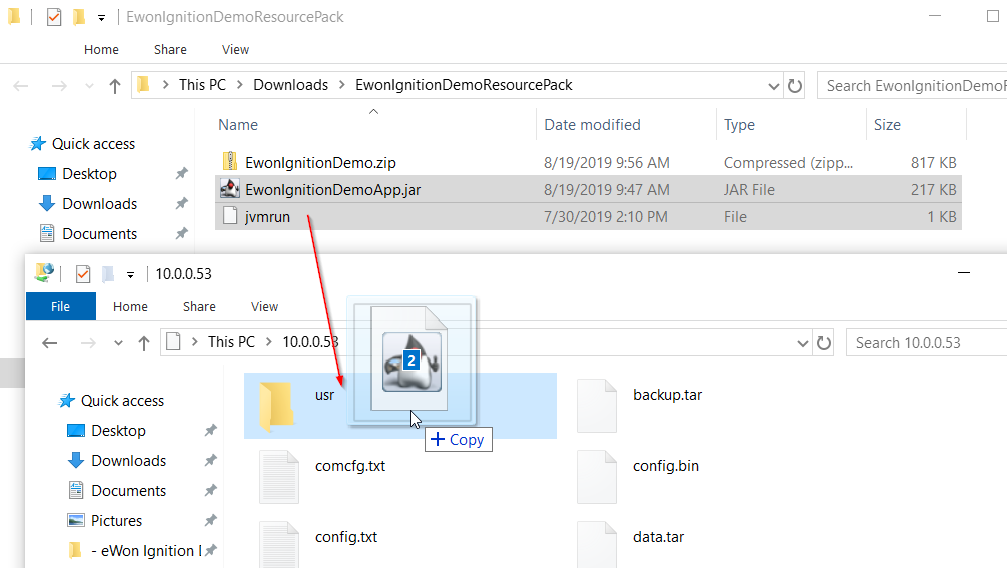 EwonIgnitionDemoResourcePack
Home Share View
This PC > Downloads > EwonIgnitionDemoResourcePack
Search EwonIgnitionDemoR
Name Date modified Type Size
Quick access
EwonIgnitionDemo.zip 8/19/2019 9:56 AM Compressed (zipp... 817 KB
Desktop
EwonIgnitionDemoApp.jar 8/19/2019 9:47 AM JAR File 217 KB
Downloads
jvmrun 7/30/2019 2:10 PM File 1 KB
Documents
10.0.0.53
File Home Share View
This PC > 10.0.0.53
Search 10.0.0.53
2
Quick access
usr
backup.tar
Desktop
Copy
Downloads
comcfg.txt
config.bin
Documents
Pictures
config.txt
data.tar
- eWon Ignition